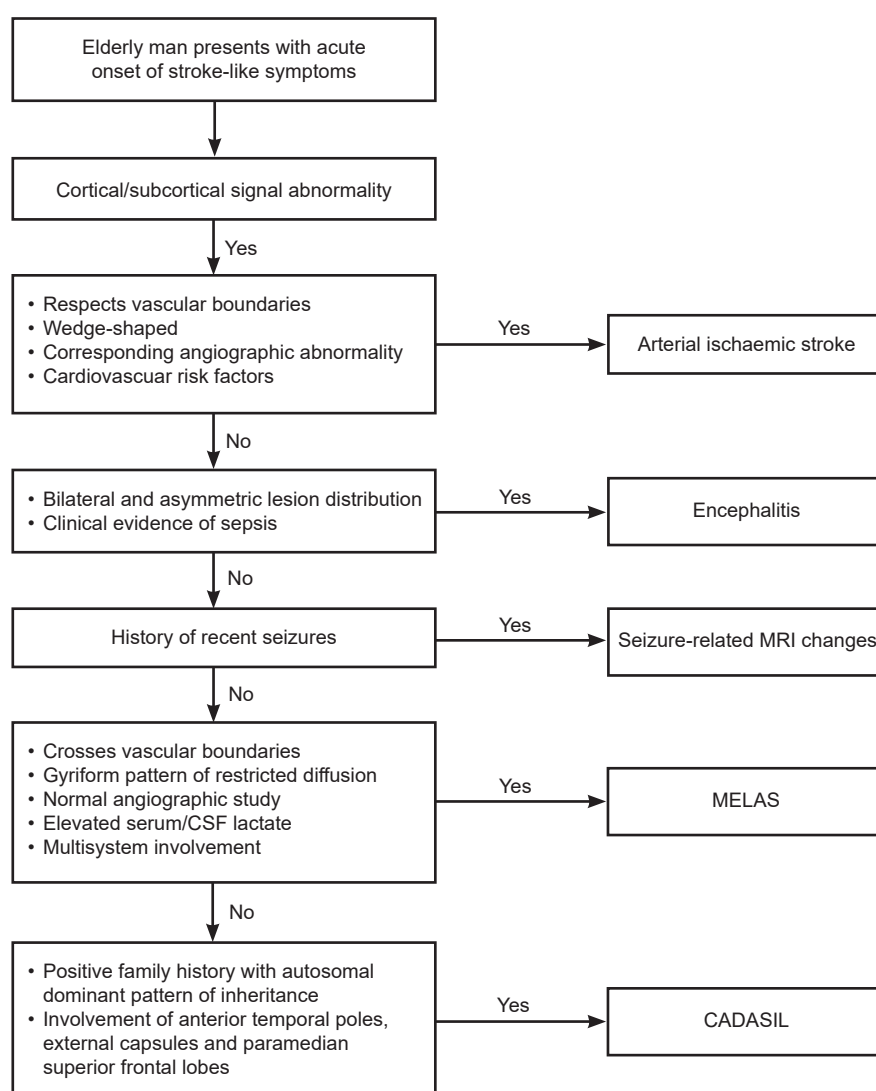 Elderly man presents with acute
onset of stroke-like symptoms
Cortical/subcortical signal abnormality
Yes
• Respects vascular boundaries
• Wedge-shaped
• Corresponding angiographic abnormality
• Cardiovascuar risk factors
Yes
Arterial ischaemic stroke
No
• Bilateral and asymmetric lesion distribution
• Clinical evidence of sepsis
Yes
Encephalitis
No
History of recent seizures
Yes
Seizure-related MRI changes
No
• Crosses vascular boundaries
• Gyriform pattern of restricted diffusion
• Normal angiographic study
• Elevated serum/CSF lactate
• Multisystem involvement
Yes
MELAS
No
• Positive family history with autosomal
dominant pattern of inheritance
• Involvement of anterior temporal poles,
external capsules and paramedian
superior frontal lobes
Yes
CADASIL